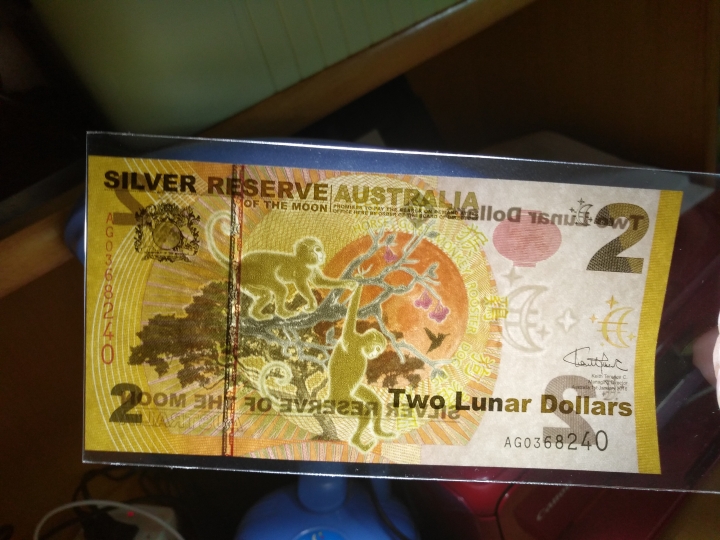 SILVER RESERVE AUSTRALIA
OF THE MOON
Two Lunar Dollars
2
AG0368240
2
SILVER RESERVE OF THE MOON
AUSTRALIA
2
Two Lunar Dollars
AG0368240